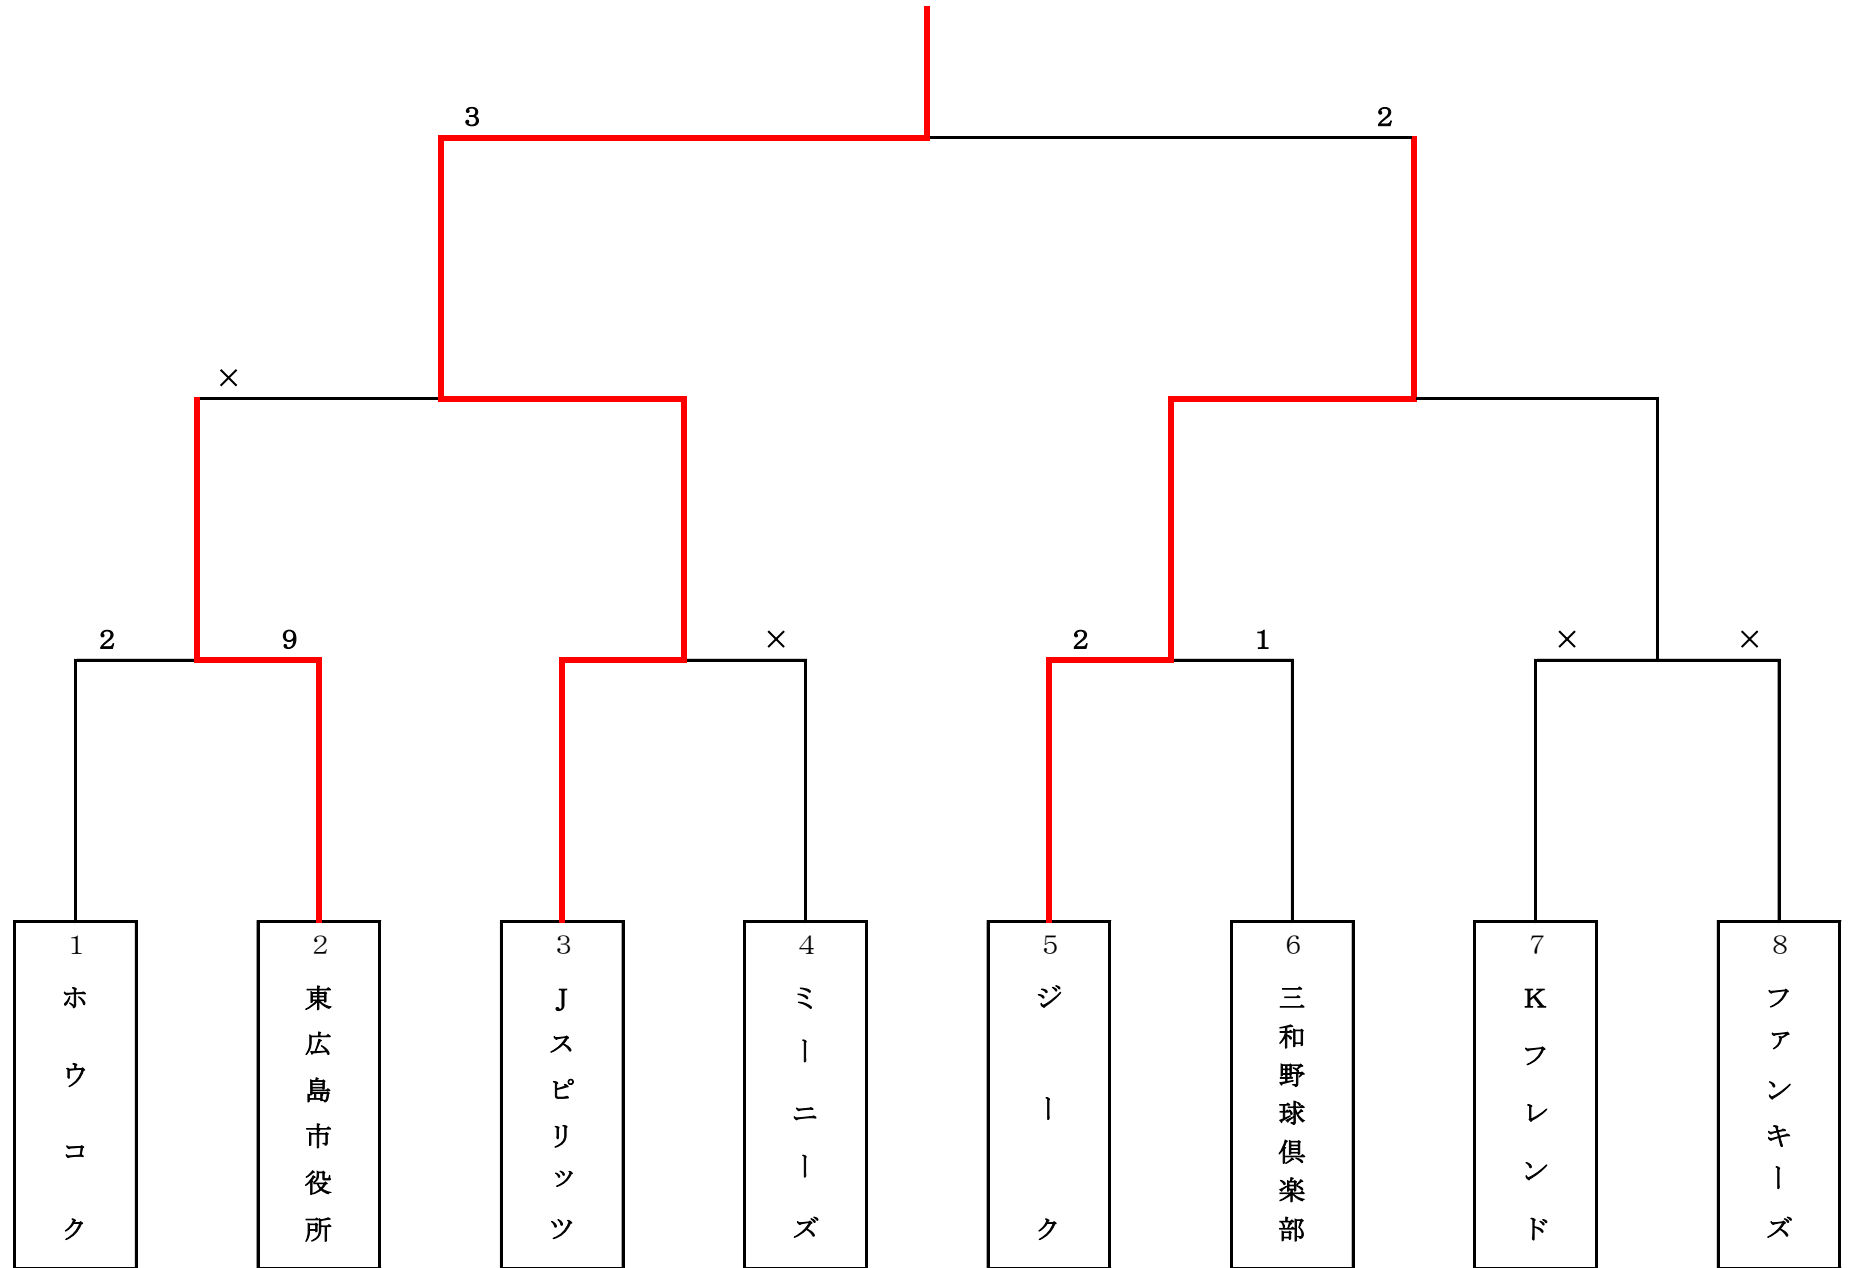 3 2
×
2 9 × 2 1 × ×
1 2 3 4 5 6 7 8
ホウコク
東広島市役所
Jスピリッツ
ミーニーズ
ジーク
三和野球倶楽部
Kフレンド
ファンキーズ